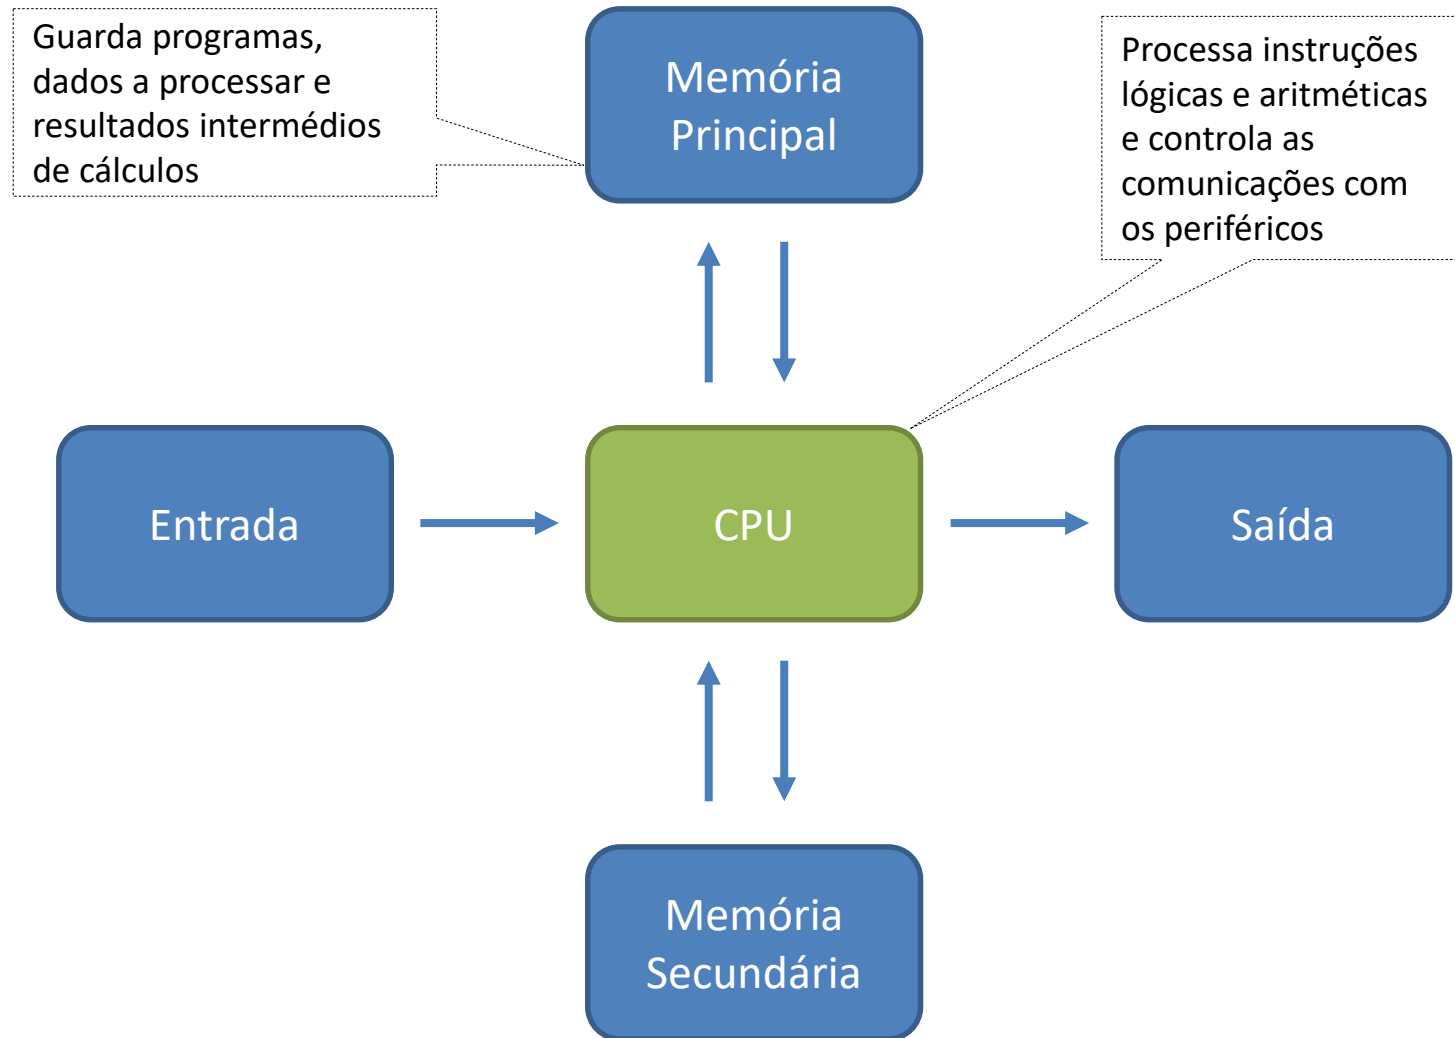 Guarda programas,
dados a processar e
resultados intermédios
de cálculos
Memória
Principal
Processa instruções
lógicas e aritméticas
e controla as
comunicações com
os periféricos
Entrada
CPU
Saída
Memória
Secundária